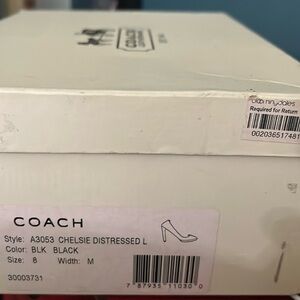 COACH
bloomingdales
Required for Return
002036517481
COACH
Style: A3053 CHELSIE DISTRESSED L
Color: BLK BLACK
Size: 8 Width: M
30003731
7 87935 11030 0